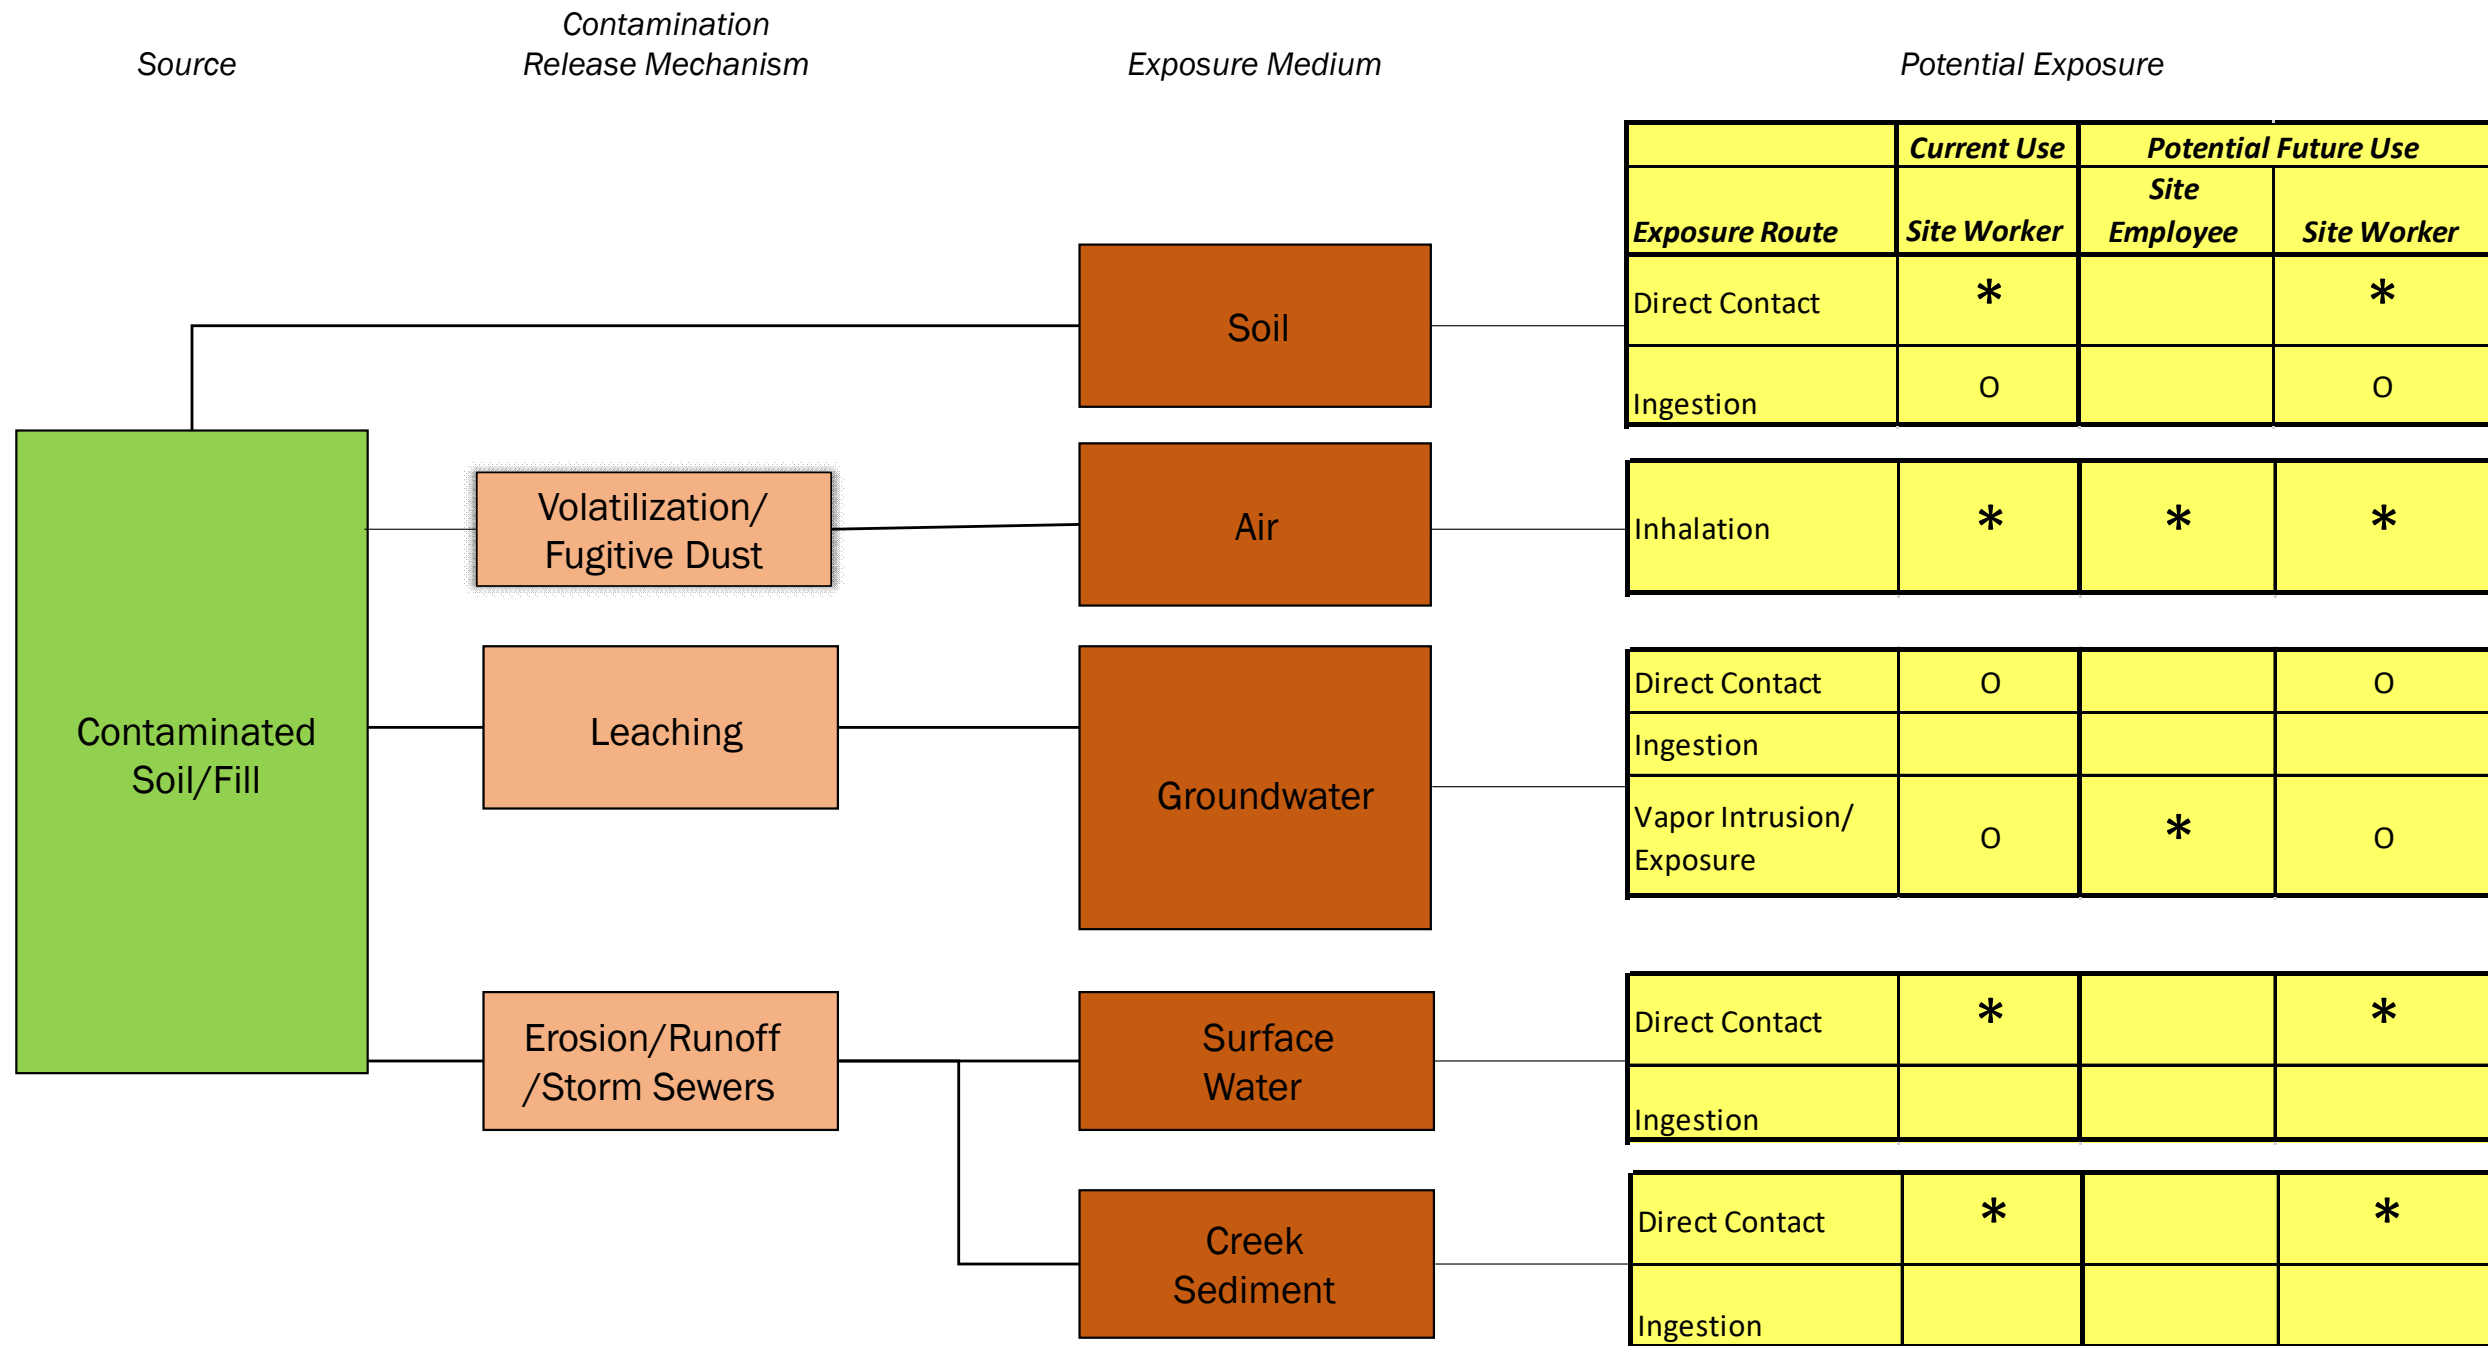 Source
Contamination
Release Mechanism
Exposure Medium
Potential Exposure
Current Use Potential Future Use
Exposure Route Site Worker Site
Employee Site Worker
Direct Contact * *
Ingestion O O
Inhalation * * *
Direct Contact O O
Ingestion
Vapor Intrusion/
Exposure O * O
Direct Contact * *
Ingestion
Direct Contact * *
Ingestion
Contaminated
Soil/Fill
Volatilization/
Fugitive Dust
Leaching
Erosion/Runoff
/Storm Sewers
Soil
Air
Groundwater
Surface
Water
Creek
Sediment